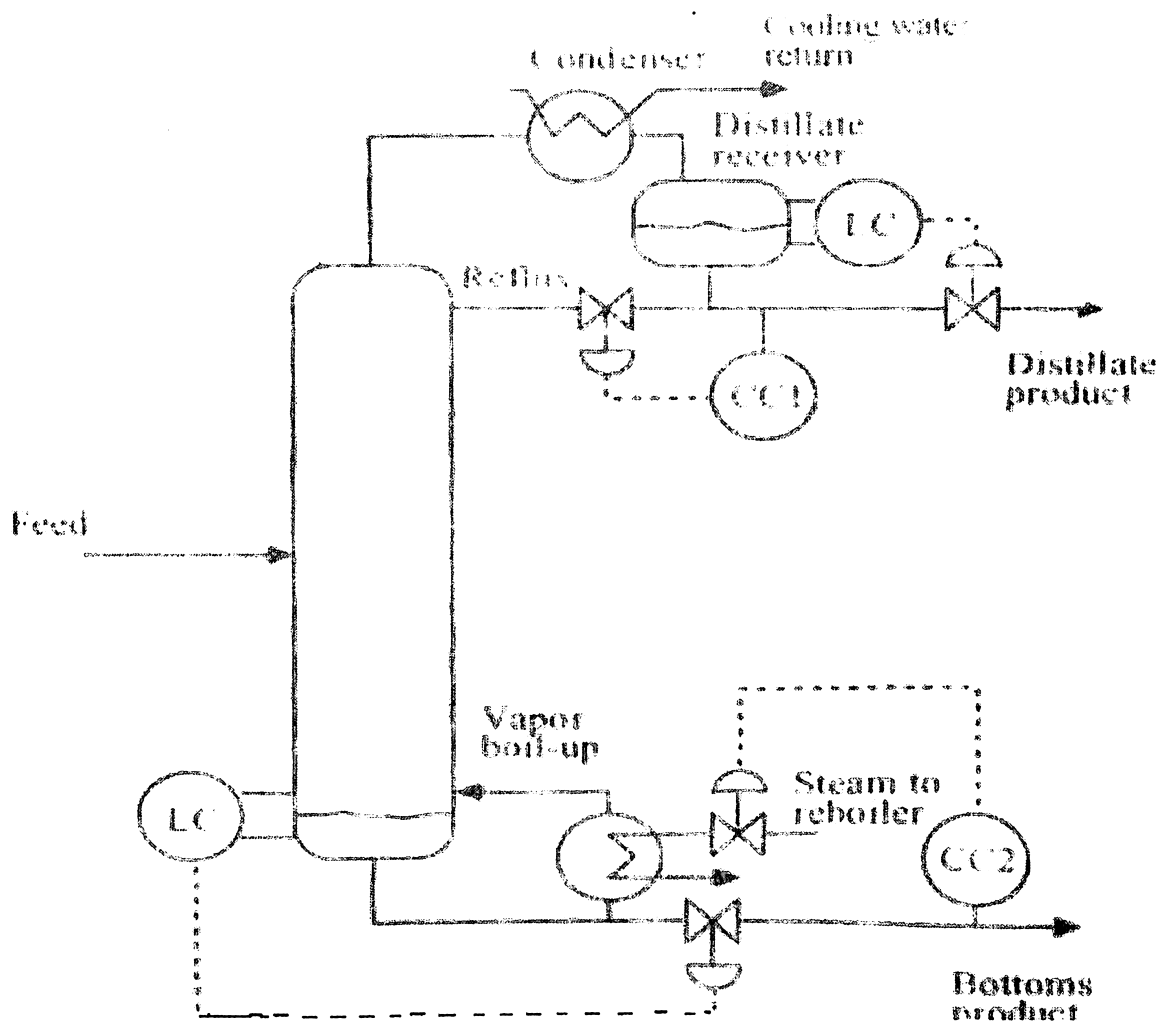 Cooling water
return
Condenser
Distillate
receiver
LC
Reflux
Distillate
product
CC1
Feed
Vapor
boil-up
Steam to
reboiler
LC
CC2
Bottoms
product